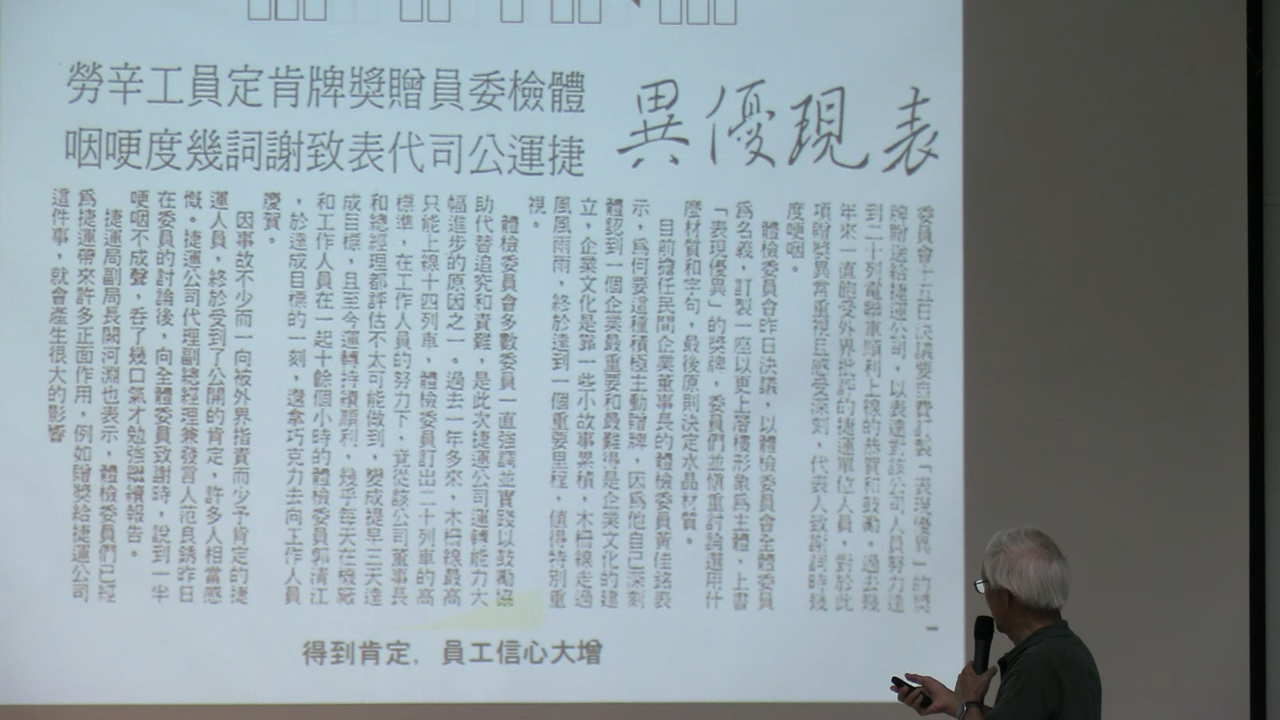 表現優異
體檢委員贈獎牌肯定員工辛勞
捷運公司代表致謝詞幾度哽咽
委員會十五日決議要自費訂製「表現優異」的獎
牌贈送給捷運公司，以表達對該公司人員努力達
到二十列電聯車順利上線的恭賀和鼓勵，過去幾
年來一直飽受外界批評的捷運單位人員，對於此
項贈獎異常重視且感受深刻，代表人致謝詞時幾
度哽咽。
體檢委員會昨日決議，以體檢委員會全體委員
為名義，訂製一座以更上層樓形象為主體，上書
「表現優異」的獎牌，委員們並慎重討論選用什
麼材質和字句，最後原則決定水晶材質。
目前擔任民間企業董事長的體檢委員黃佳銘表
示，為何要這種積極主動贈牌，因為他自己深刻
體認到一個企業最重要和最難得是企業文化的建
立，企業文化是靠一些小故事累積，木柵線走過
風風雨雨，終於達到一個重要里程，值得特別重
視。
體檢委員會多數委員一直強調並實踐以鼓勵協
助代替追究和責難，是此次捷運公司運轉能力大
幅進步的原因之一。過去一年多來，木柵線最高
只能上線十四列車，體檢委員訂出二十列車的高
標準，在工作人員的努力下，竟從該公司董事長
和總經理都評估不太可能做到，變成提早三天達
成目標，且至今運轉持續順利，幾乎每天在機廠
和工作人員在一起十餘個小時的體檢委員郭清江
，於達成目標的一刻，還拿巧克力去向工作人員
慶賀。
因事故不少而一向被外界指責而少予肯定的捷
運人員，終於受到了公開的肯定，許多人相當感
慨。捷運公司代理副總經理兼發言人范良銹昨日
在委員的討論後，向全體委員致謝時，說到一半
哽咽不成聲，吞了幾口氣才勉強繼續報告。
捷運局副局長闕河淵也表示，體檢委員們已經
為捷運帶來許多正面作用，例如贈獎給捷運公司
這件事，就會產生很大的影響
得到肯定，員工信心大增